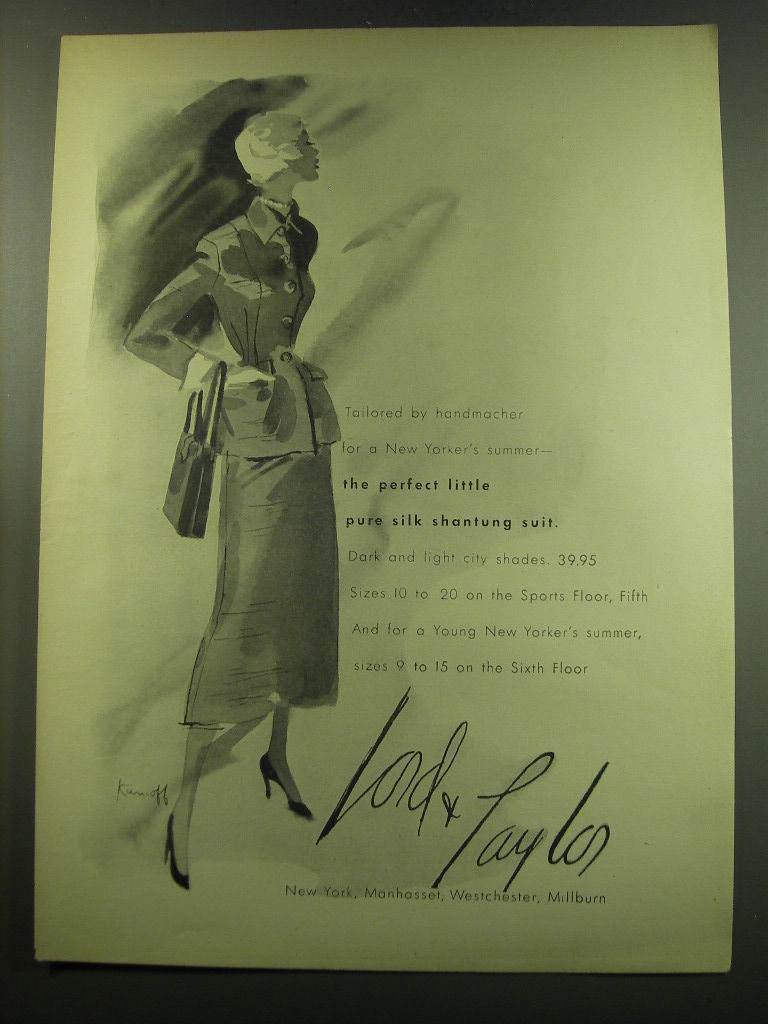 Tailored by handmacher
for a New Yorker's summer—
the perfect little
pure silk shantung suit.
Dark and light city shades. 39.95
Sizes 10 to 20 on the Sports Floor, Fifth
And for a Young New Yorker's summer,
sizes 9 to 15 on the Sixth Floor
Lord & Taylor
New York, Manhasset, Westchester, Millburn